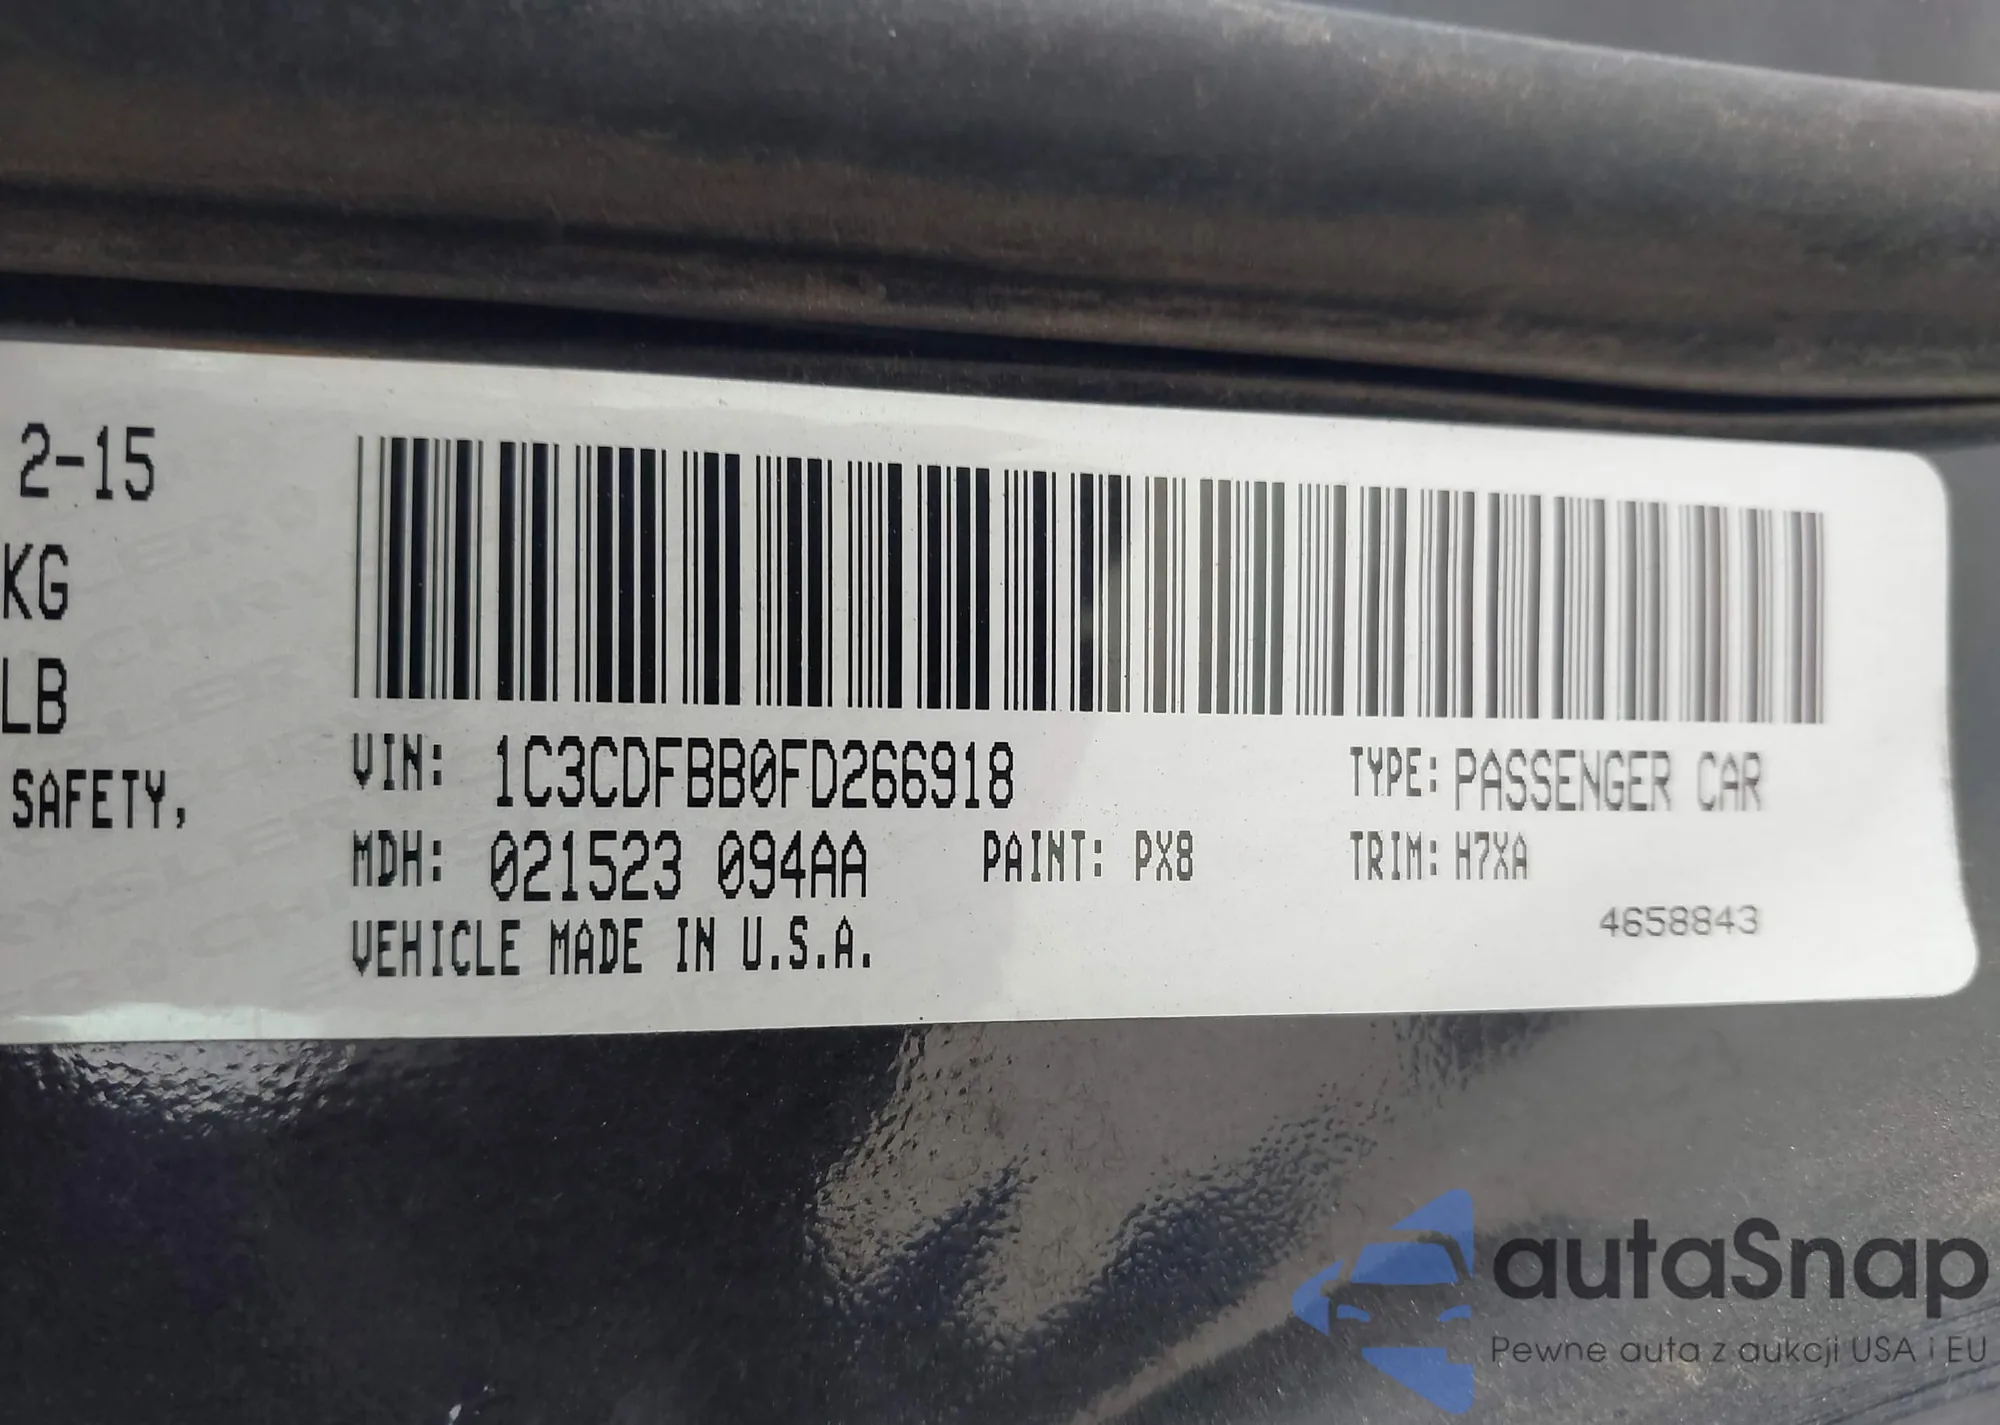 2-15
KG
LB
SAFETY,
VIN: 1C3CDFBB0FD266918
TYPE: PASSENGER CAR
MDH: 021523 094AA
PAINT: PX8
TRIM: H7XA
VEHICLE MADE IN U.S.A.
4658843
autaSnap
Pewne auta z aukcji USA i EU